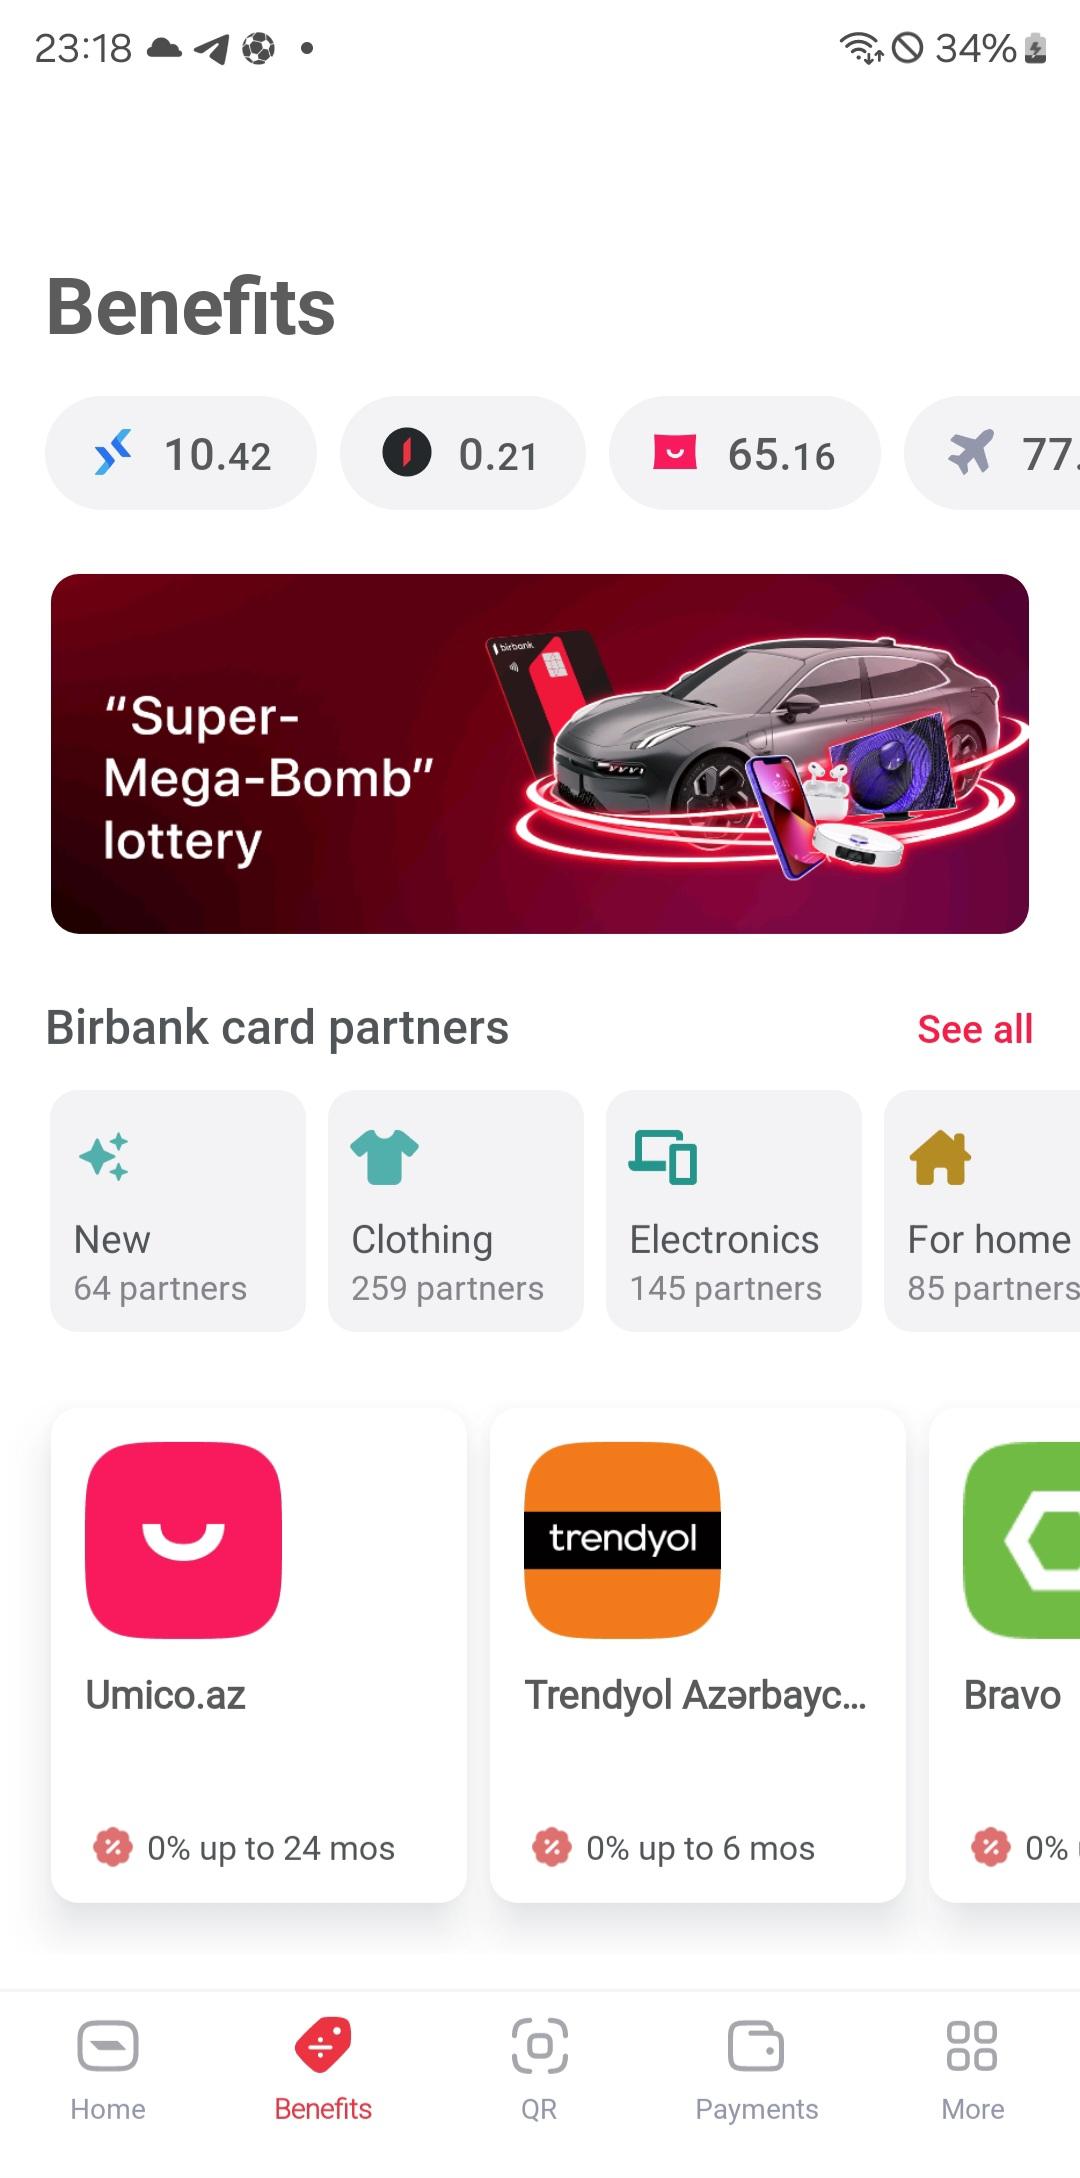 23:18
34%
Benefits
10.42
0.21
65.16
77.
birbank
“Super-
Mega-Bomb”
lottery
Birbank card partners
See all
New
64 partners
Clothing
259 partners
Electronics
145 partners
For home
85 partners
trendyol
Umico.az
0% up to 24 mos
Trendyol Azərbayc...
0% up to 6 mos
Bravo
0%
Home
Benefits
QR
Payments
More